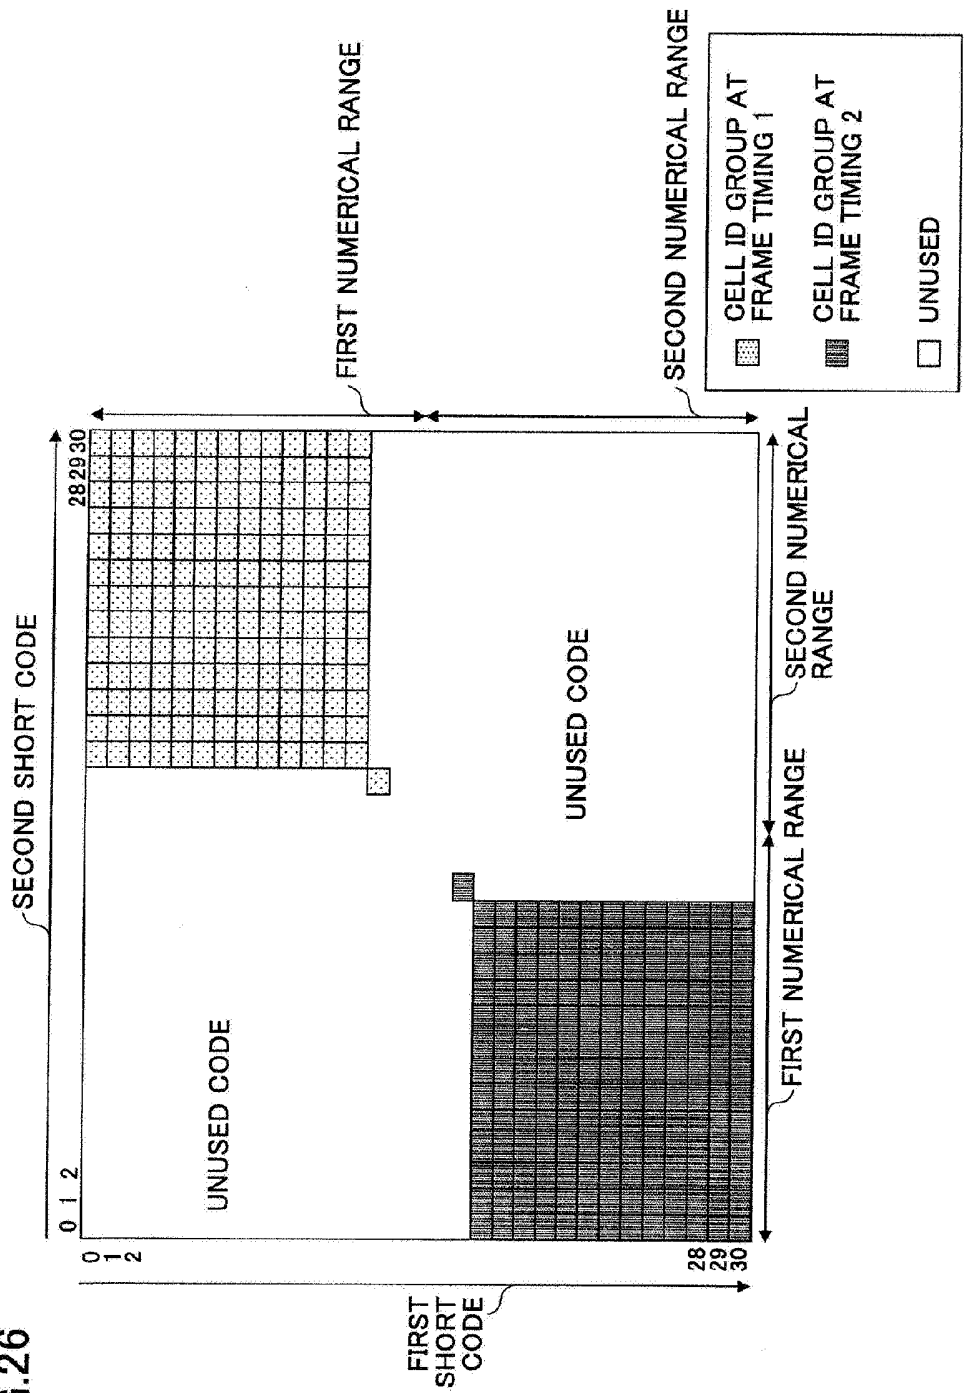 .26
SECOND SHORT CODE
0 1 2
28 29 30
0
1
2
28
29
30
FIRST
SHORT
CODE
UNUSED CODE
UNUSED CODE
FIRST NUMERICAL RANGE
SECOND NUMERICAL RANGE
FIRST NUMERICAL RANGE
SECOND NUMERICAL
RANGE
CELL ID GROUP AT
FRAME TIMING 1
CELL ID GROUP AT
FRAME TIMING 2
UNUSED